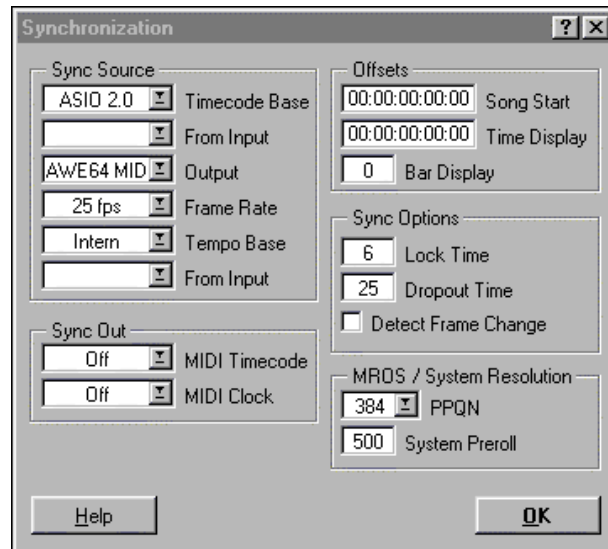 Synchronization
Sync Source
ASIO 2.0 Timecode Base
From Input
AWE64 MID Output
25 fps Frame Rate
Intern Tempo Base
From Input
Sync Out
Off MIDI Timecode
Off MIDI Clock
Offsets
00:00:00:00:00 Song Start
00:00:00:00:00 Time Display
0 Bar Display
Sync Options
6 Lock Time
25 Dropout Time
Detect Frame Change
MROS / System Resolution
384 PPQN
500 System Preroll
Help
OK